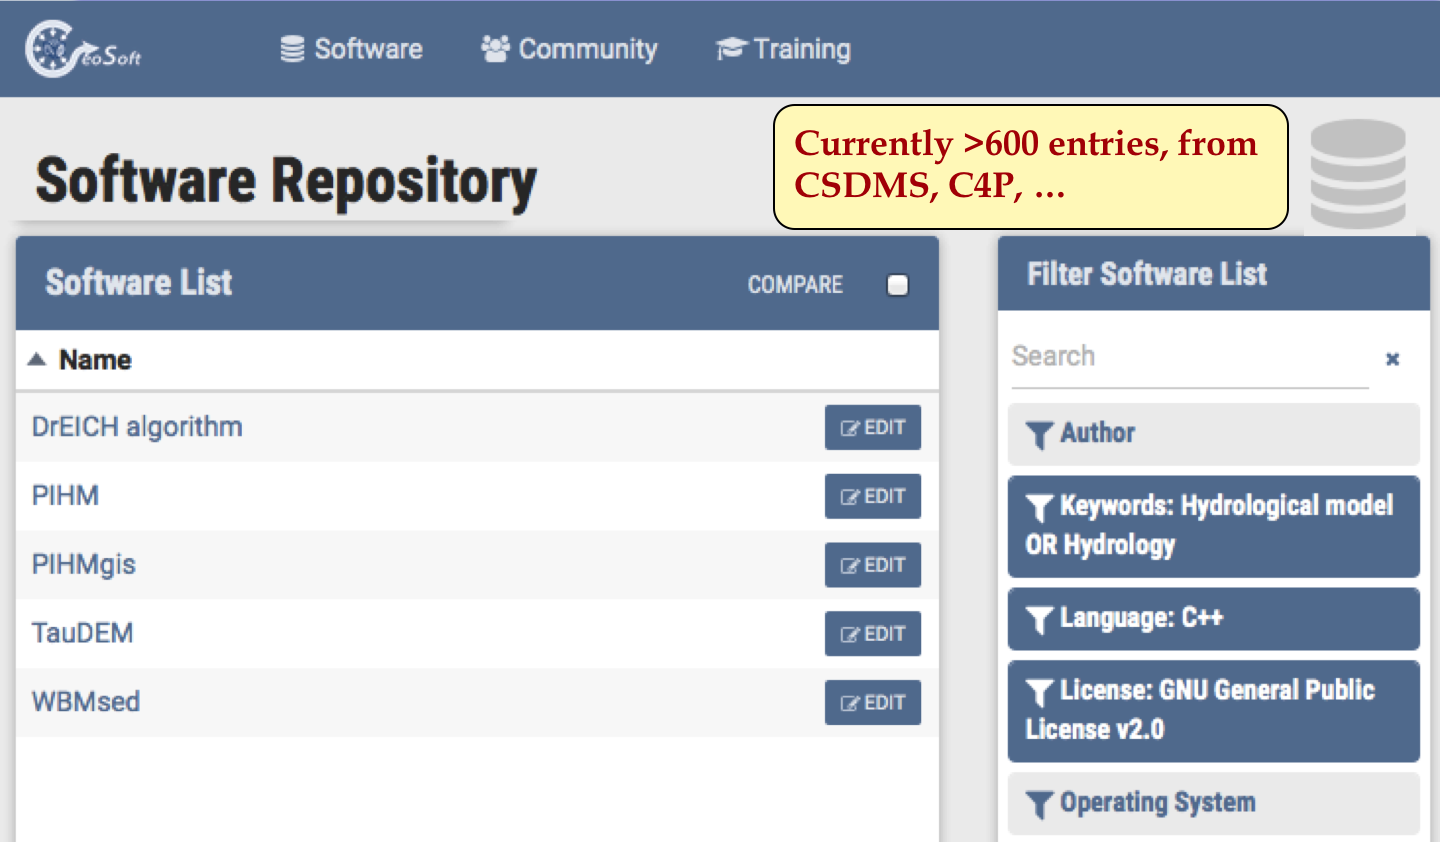 GeoSoft
Software
Community
Training
Currently >600 entries, from
CSDMS, C4P, ...
Software Repository
Software List
COMPARE
Name
DrEICH algorithm
EDIT
PIHM
EDIT
PIHMgis
EDIT
TauDEM
EDIT
WBMsed
EDIT
Filter Software List
Search
Author
Keywords: Hydrological model
OR Hydrology
Language: C++
License: GNU General Public
License v2.0
Operating System